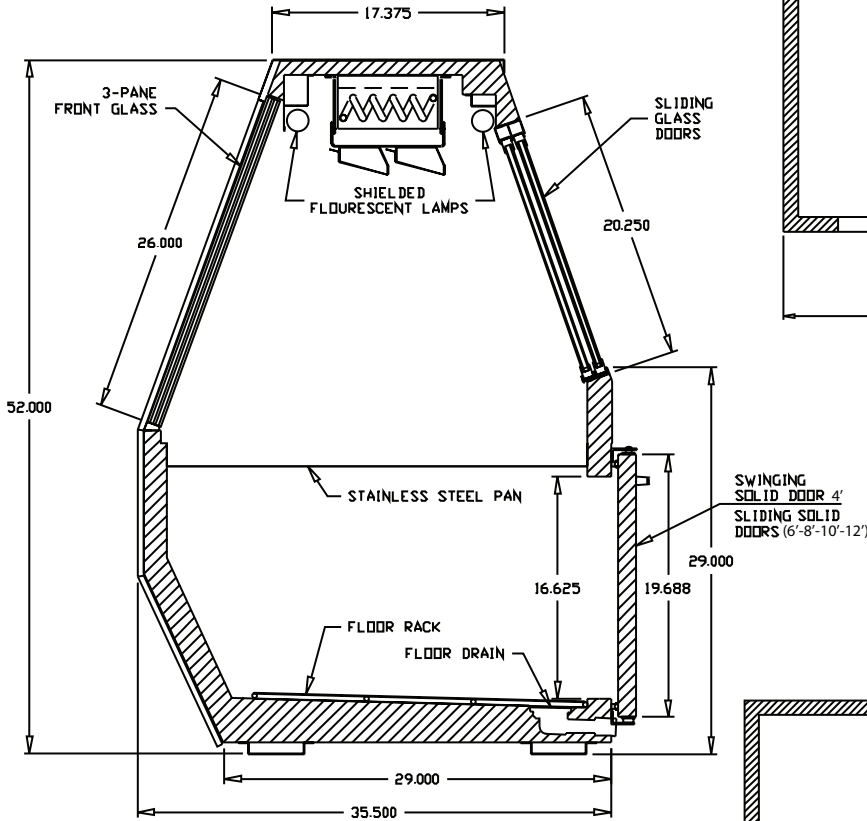 17.375
3-PANE
FRONT GLASS
SLIDING
GLASS
DOORS
SHIELDED
FLOURESCENT LAMPS
26.000
20.250
52.000
STAINLESS STEEL PAN
SWINGING
SOLID DOOR 4'
SLIDING SOLID
DOORS (6'-8'-10'-12')
29.000
16.625
19.688
FLOOR RACK
FLOOR DRAIN
29.000
35.500